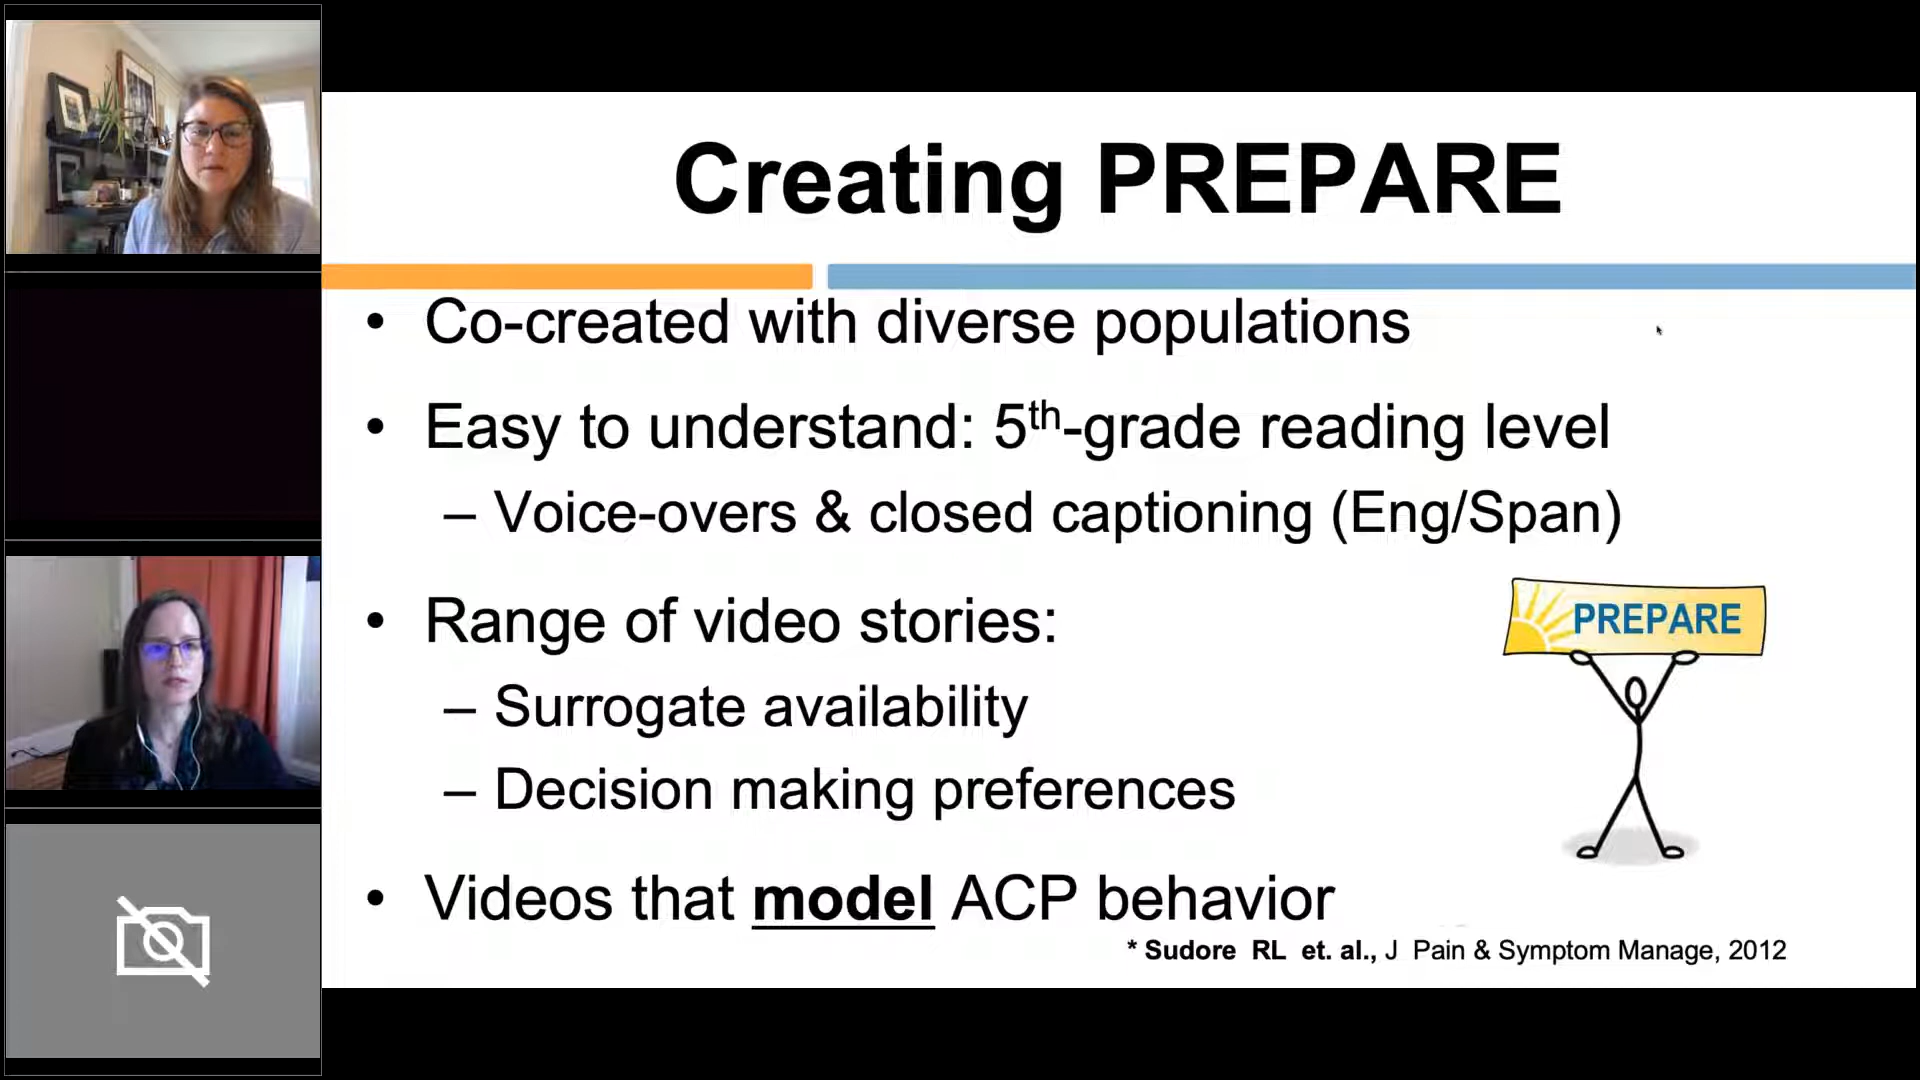 Creating PREPARE
• Co-created with diverse populations
• Easy to understand: 5th-grade reading level
– Voice-overs & closed captioning (Eng/Span)
• Range of video stories:
– Surrogate availability
– Decision making preferences
PREPARE
• Videos that model ACP behavior
* Sudore RL et. al., J Pain & Symptom Manage, 2012